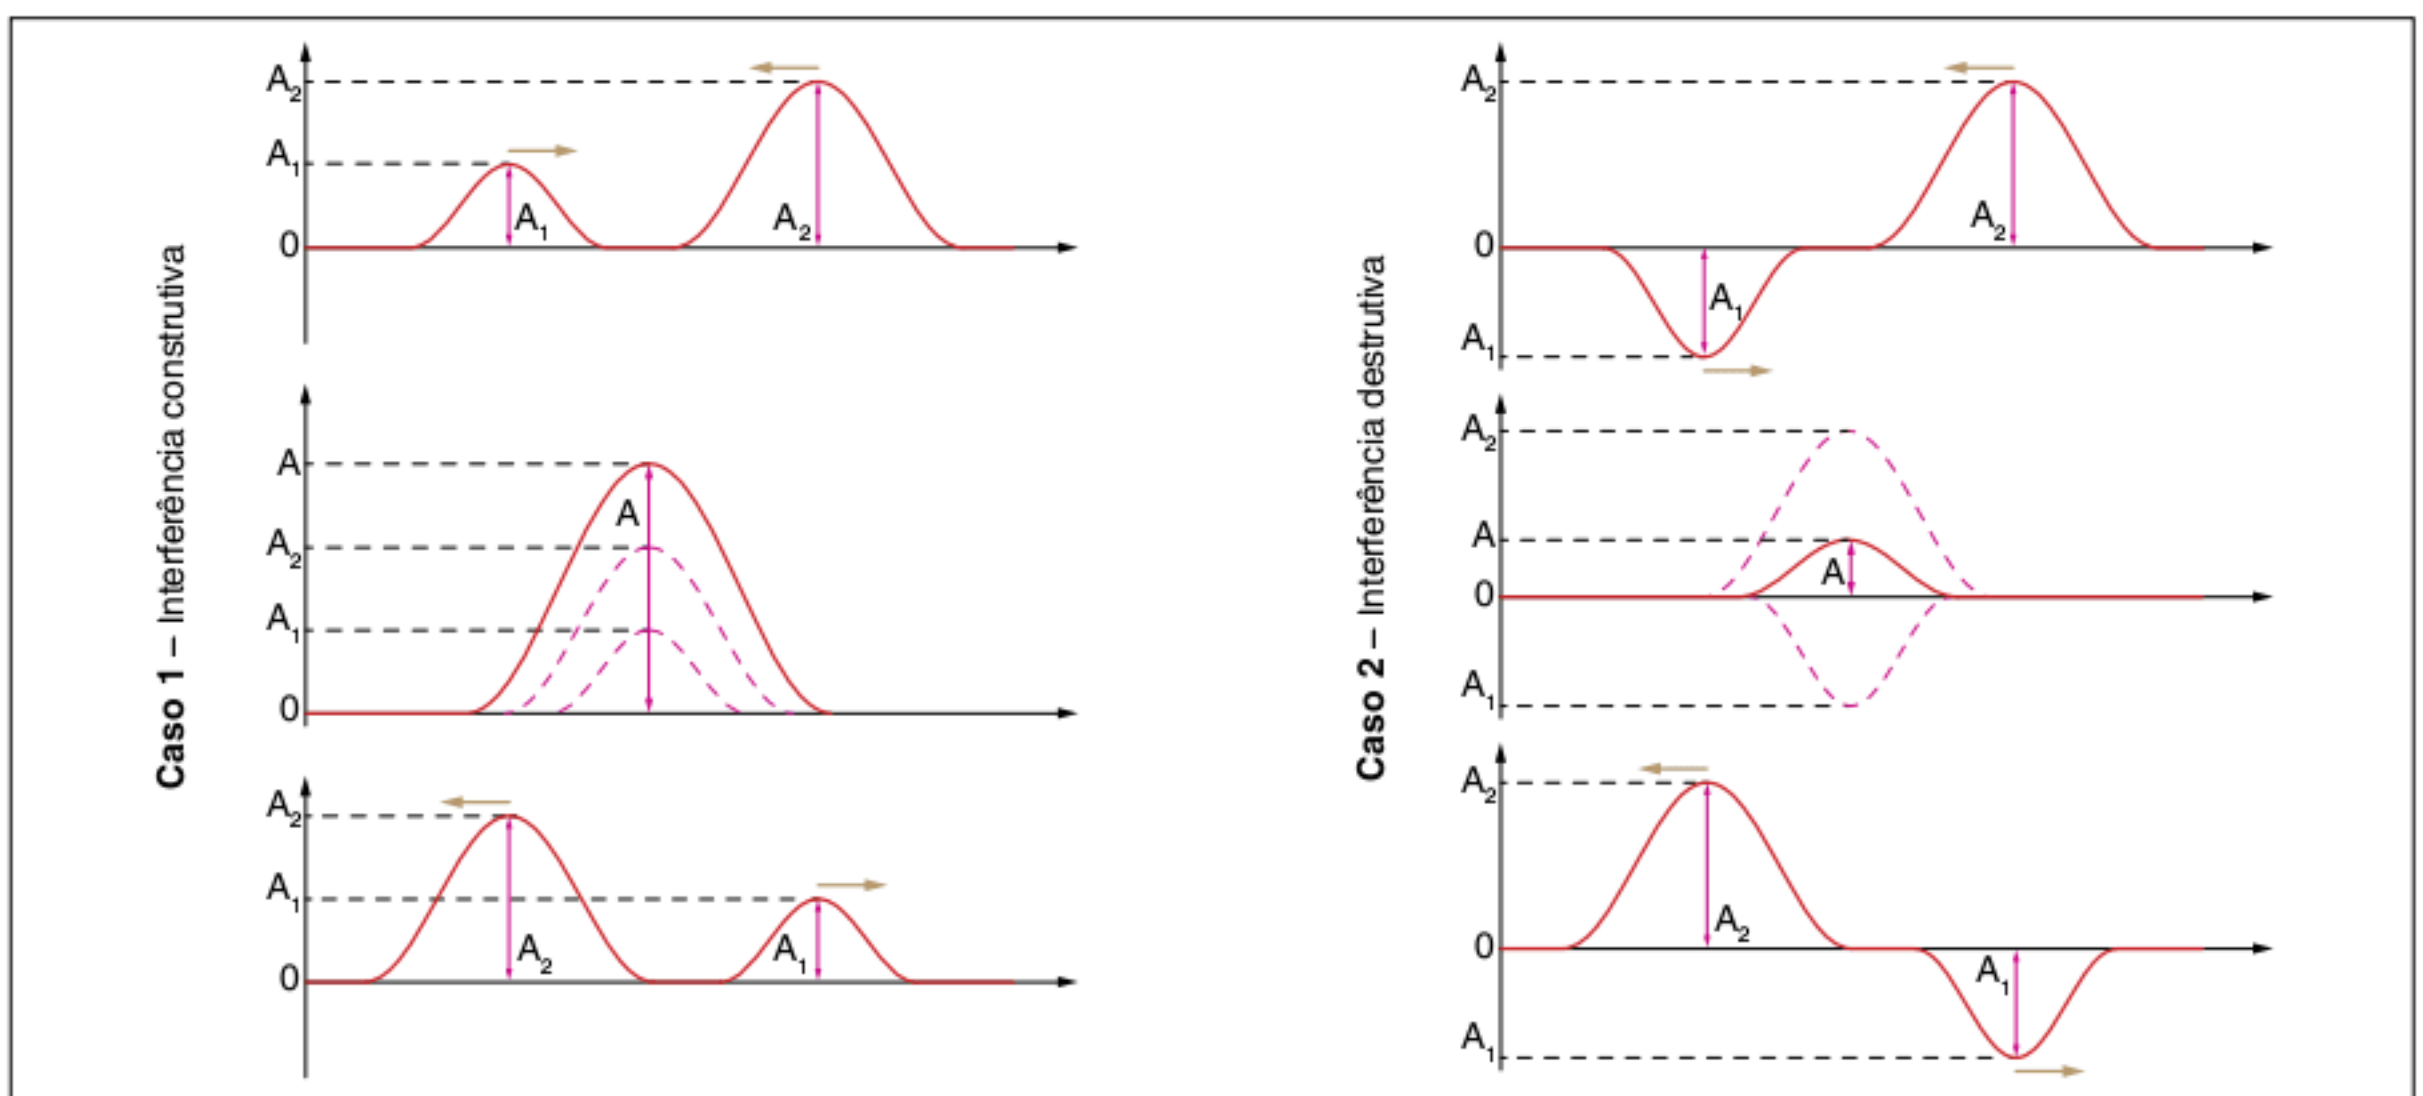 Caso 1 – Interferência construtiva
A₂
A₁
A₁
A₂
0
A
A
A₂
A₁
0
A₂
A₁
A₂
A₁
0
Caso 2 – Interferência destrutiva
A₂
A₂
0
A₁
A₁
A₂
A
A
0
A₁
A₂
A₂
0
A₁
A₁